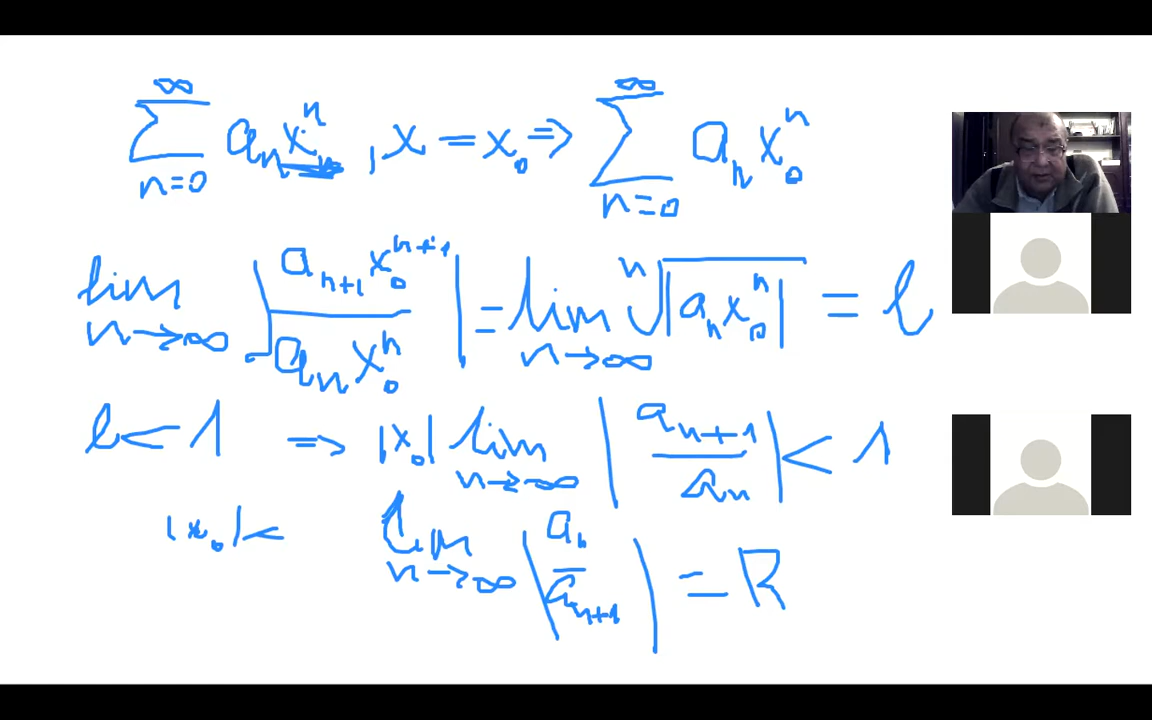 ∑_{n=0}^{∞} a_n x^n, x = x_0 ⇒ ∑_{n=0}^{∞} a_n x_0^n
lim_{n→∞} |a_{n+1} x_0^{n+1} / a_n x_0^n| = lim_{n→∞} ⁿ√|a_n x_0^n| = l
l < 1 ⇒ |x_0| lim_{n→∞} |a_{n+1} / a_n| < 1
|x_0| < lim_{n→∞} |a_n / a_{n+1}| = R